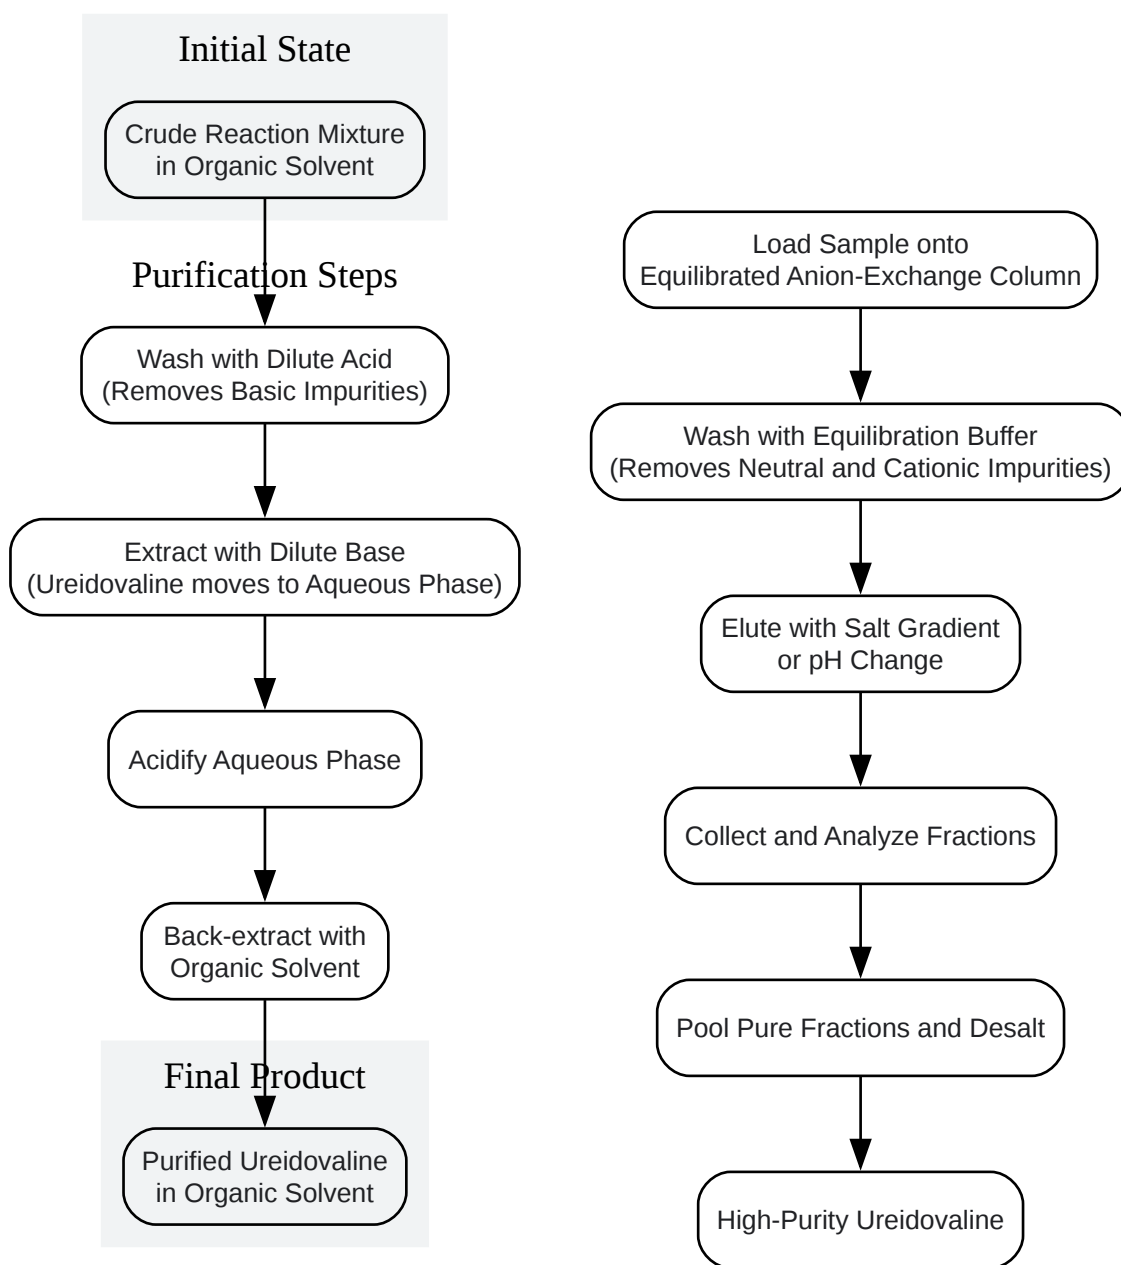 Initial State
Crude Reaction Mixture
in Organic Solvent
Purification Steps
Wash with Dilute Acid
(Removes Basic Impurities)
Extract with Dilute Base
(Ureidovaline moves to Aqueous Phase)
Acidify Aqueous Phase
Back-extract with
Organic Solvent
Final Product
Purified Ureidovaline
in Organic Solvent
Load Sample onto
Equilibrated Anion-Exchange Column
Wash with Equilibration Buffer
(Removes Neutral and Cationic Impurities)
Elute with Salt Gradient
or pH Change
Collect and Analyze Fractions
Pool Pure Fractions and Desalt
High-Purity Ureidovaline